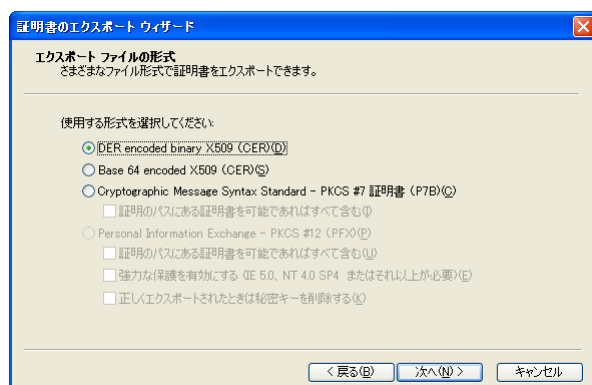 証明書のエクスポート ウィザード
エクスポート ファイルの形式
さまざまなファイル形式で証明書をエクスポートできます。
使用する形式を選択してください:
DER encoded binary X509 (CER)(D)
Base 64 encoded X509 (CER)(S)
Cryptographic Message Syntax Standard - PKCS #7 証明書 (P7B)(C)
証明のパスにある証明書を可能であればすべて含む(I)
Personal Information Exchange - PKCS #12 (PFX)(P)
証明のパスにある証明書を可能であればすべて含む(U)
強力な保護を有効にする (IE 5.0、NT 4.0 SP4 またはそれ以上が必要)(E)
正しくエクスポートされたときは秘密キーを削除する(K)
< 戻る(B) 次へ(N) > キャンセル